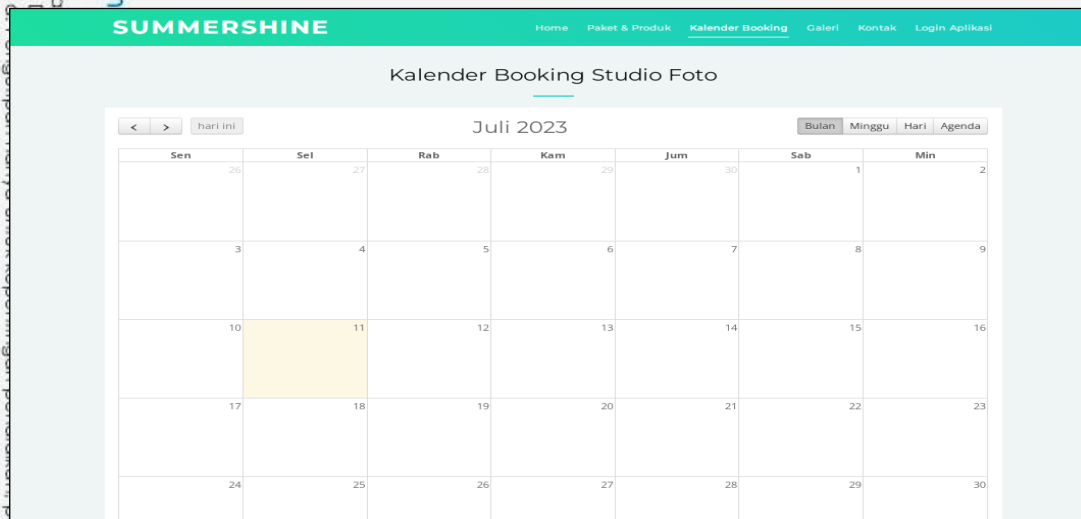 SUMMERSHINE Home Paket & Produk Kalender Booking Galeri Kontak Login Aplikasi
Kalender Booking Studio Foto
hari ini Juli 2023 Bulan Minggu Hari Agenda
Sen Sel Rab Kam Jum Sab Min
26 27 28 29 30 1 2
3 4 5 6 7 8 9
10 11 12 13 14 15 16
17 18 19 20 21 22 23
24 25 26 27 28 29 30